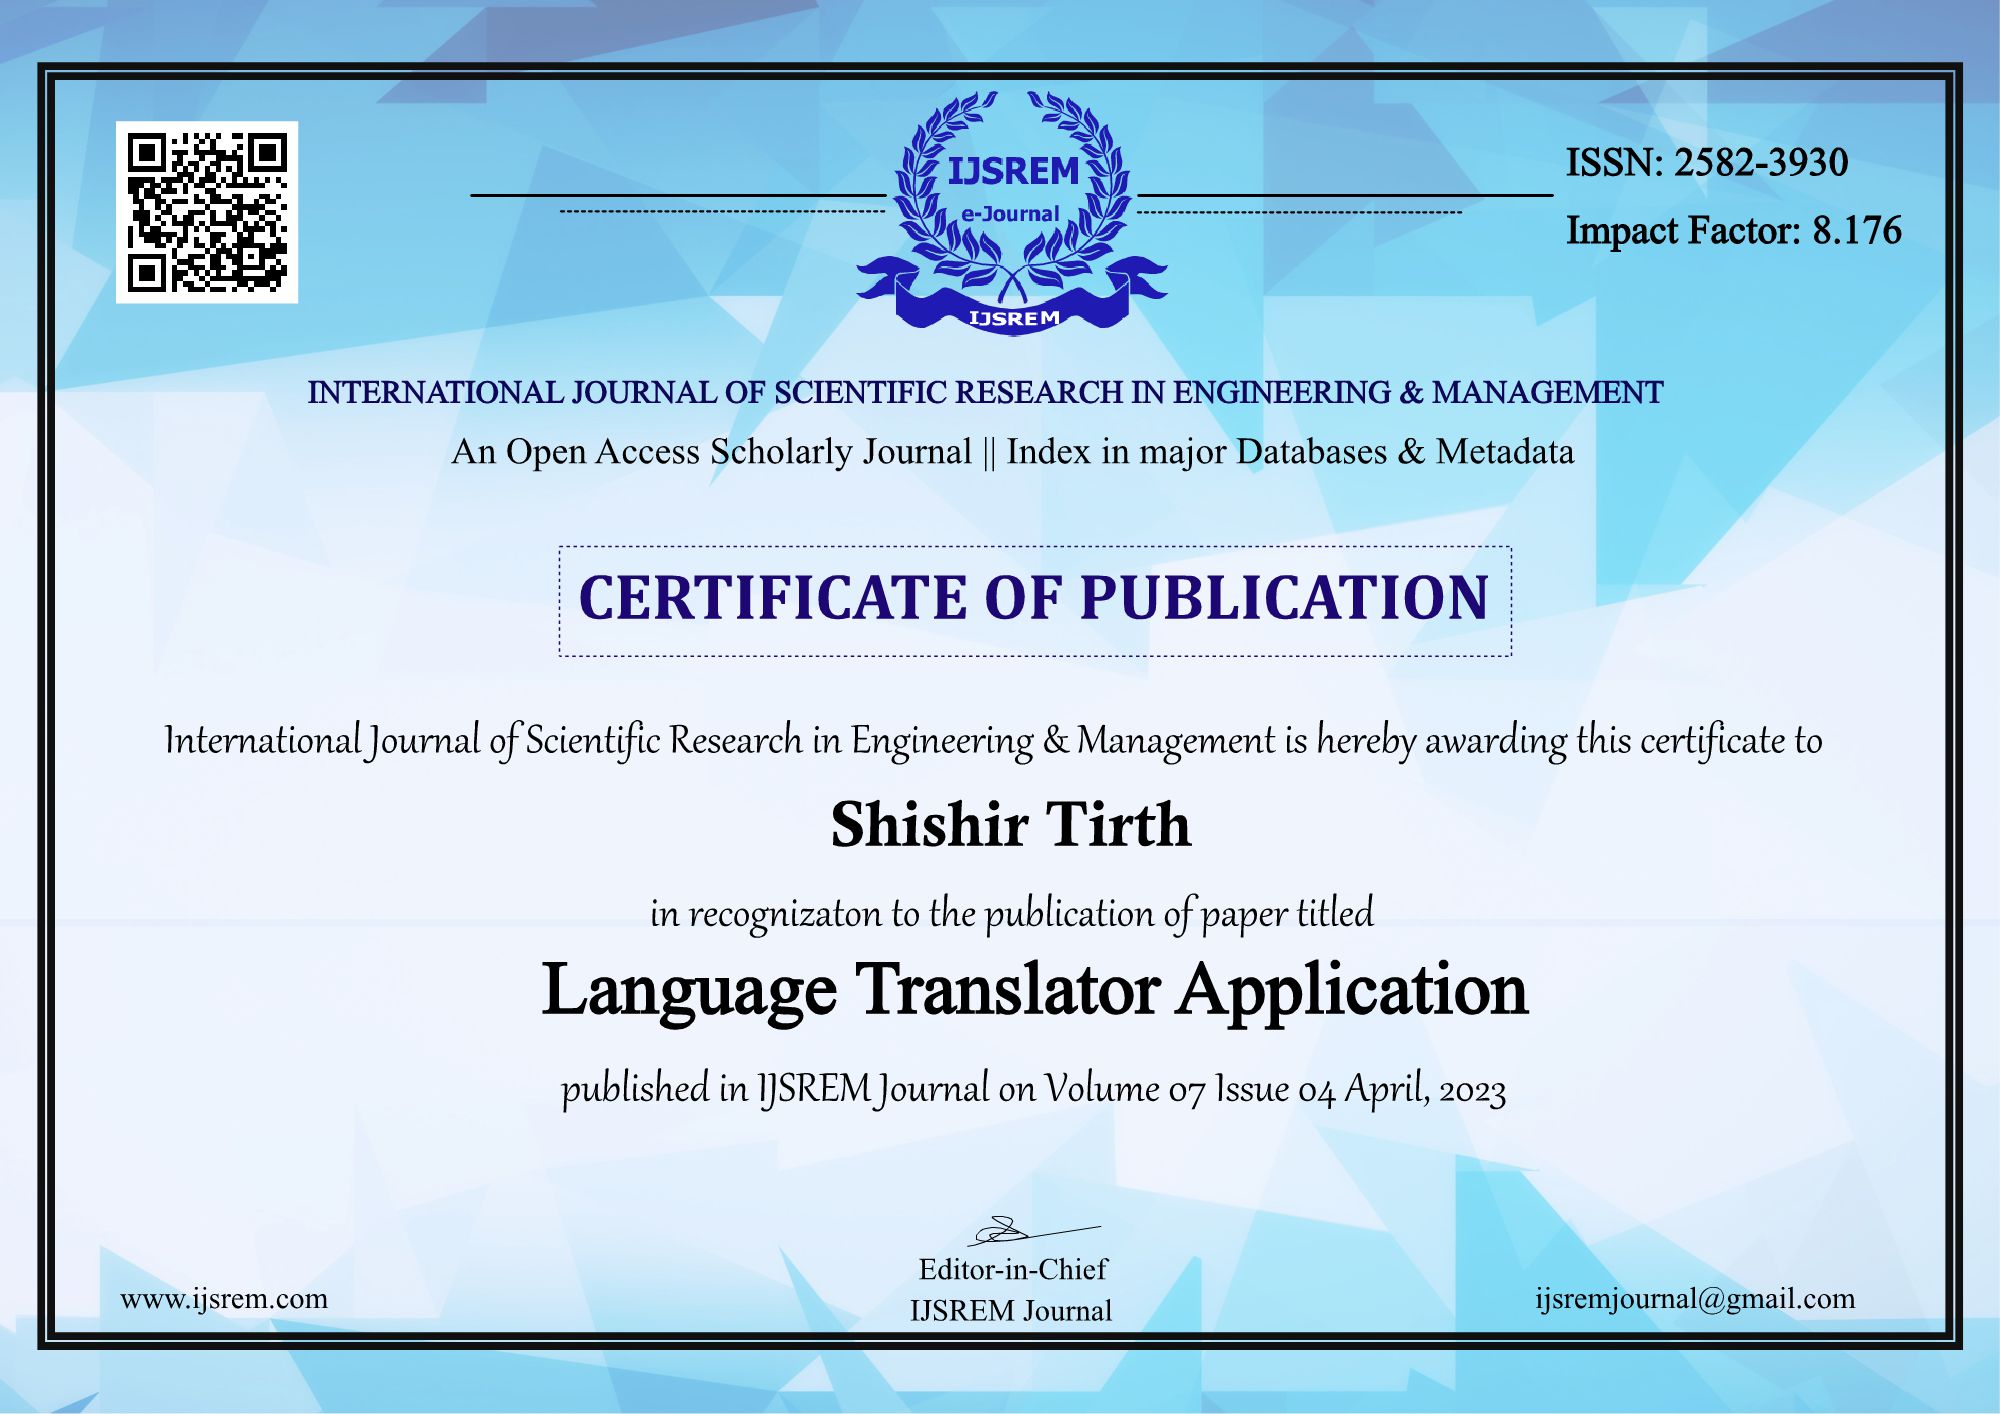 IJSREM
e-Journal
IJSREM
ISSN: 2582-3930
Impact Factor: 8.176
INTERNATIONAL JOURNAL OF SCIENTIFIC RESEARCH IN ENGINEERING & MANAGEMENT
An Open Access Scholarly Journal || Index in major Databases & Metadata
CERTIFICATE OF PUBLICATION
International Journal of Scientific Research in Engineering & Management is hereby awarding this certificate to
Shishir Tirth
in recognizaton to the publication of paper titled
Language Translator Application
published in IJSREM Journal on Volume 07 Issue 04 April, 2023
Editor-in-Chief
IJSREM Journal
www.ijsrem.com
ijsremjournal@gmail.com